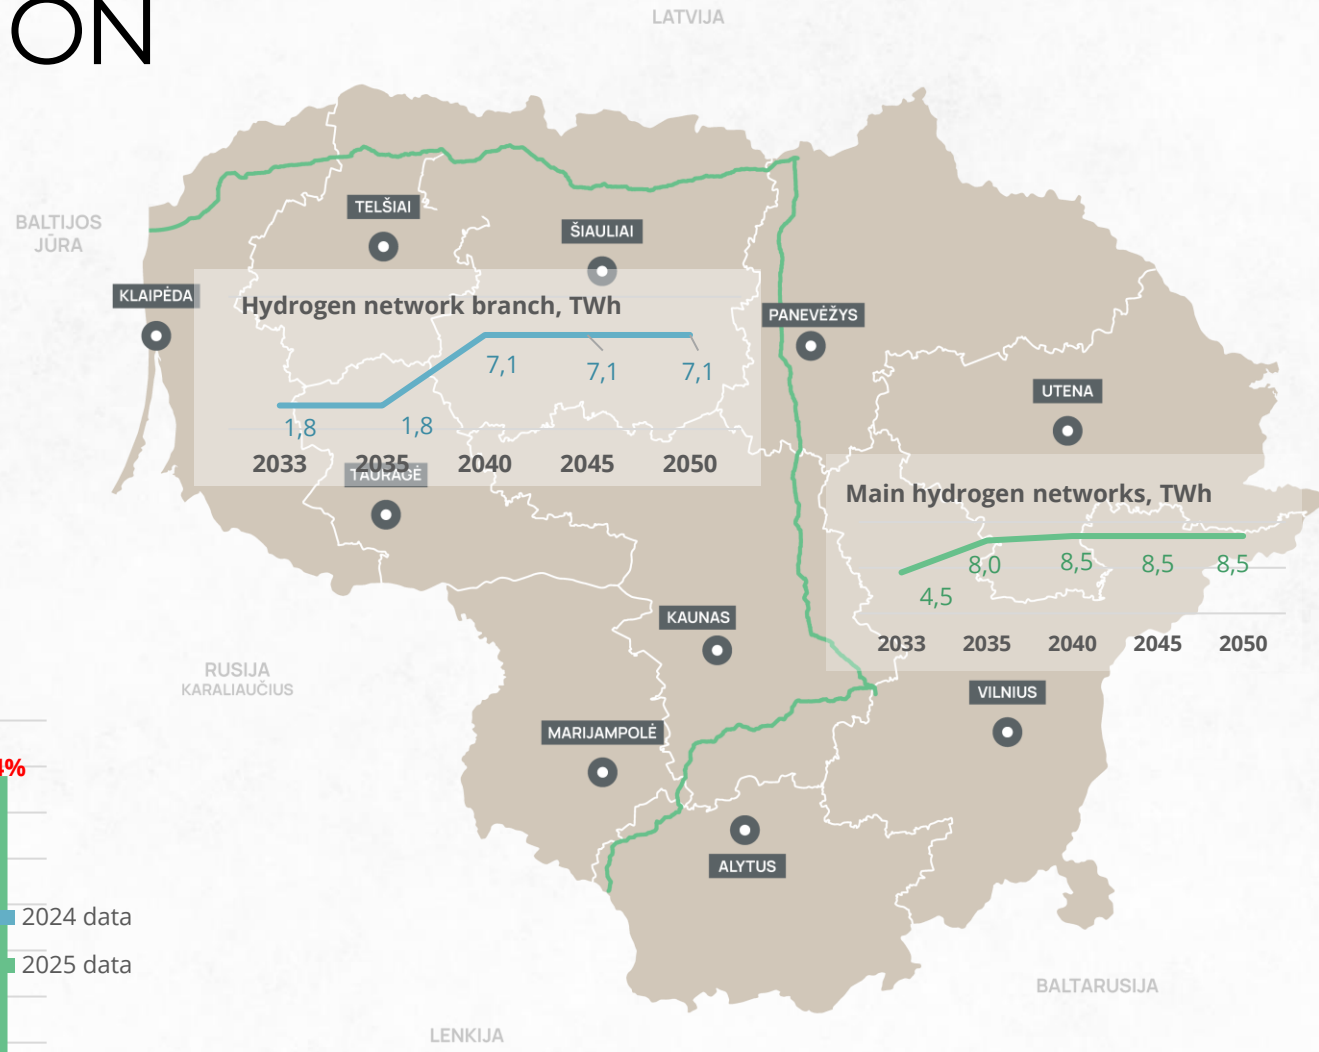 ON
LATVIJA
BALTIJOS
JŪRA
TELŠIAI
ŠIAULIAI
KLAIPĖDA
Hydrogen network branch, TWh
PANEVĖŽYS
7,1
7,1
7,1
1,8
1,8
2033 2035 2040 2045 2050
TAURAGĖ
UTENA
Main hydrogen networks, TWh
4,5
8,0
8,5
8,5
8,5
2033 2035 2040 2045 2050
KAUNAS
RUSIJA
KARALIAUČIUS
VILNIUS
MARIJAMPOLĖ
4%
ALYTUS
2024 data
2025 data
BALTARUSIJA
LENKIJA